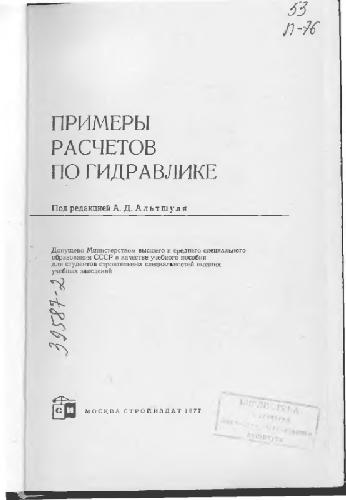 53
П-76
ПРИМЕРЫ
РАСЧЕТОВ
ПО ГИДРАВЛИКЕ
Под редакцией А. Д. Альтшуля
Допущено Министерством высшего и среднего специального
образования СССР в качестве учебного пособия
для студентов строительных специальностей высших
учебных заведений
39587-2
МОСКВА СТРОЙИЗДАТ 1977
БИБЛИОТЕКА